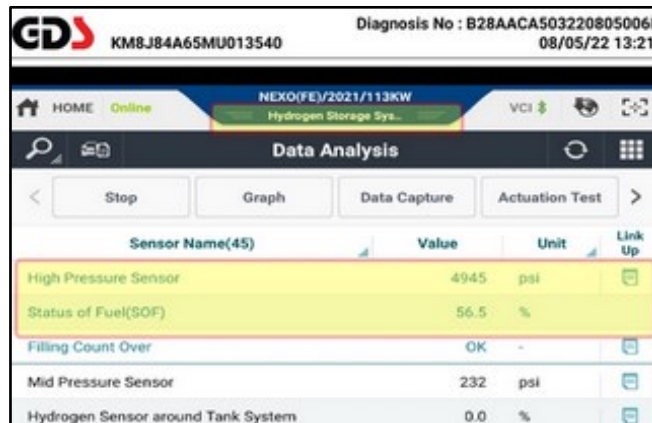 GDS KM8J84A65MU013540 Diagnosis No : B28AACA503220805006
08/05/22 13:21
NEXO(FE)/2021/113KW
HOME Online Hydrogen Storage Sys... VCI
Data Analysis
< Stop Graph Data Capture Actuation Test >
Sensor Name(45) Value Unit Link Up
High Pressure Sensor 4945 psi
Status of Fuel(SOF) 56.5 %
Filling Count Over OK -
Mid Pressure Sensor 232 psi
Hydrogen Sensor around Tank System 0.0 %